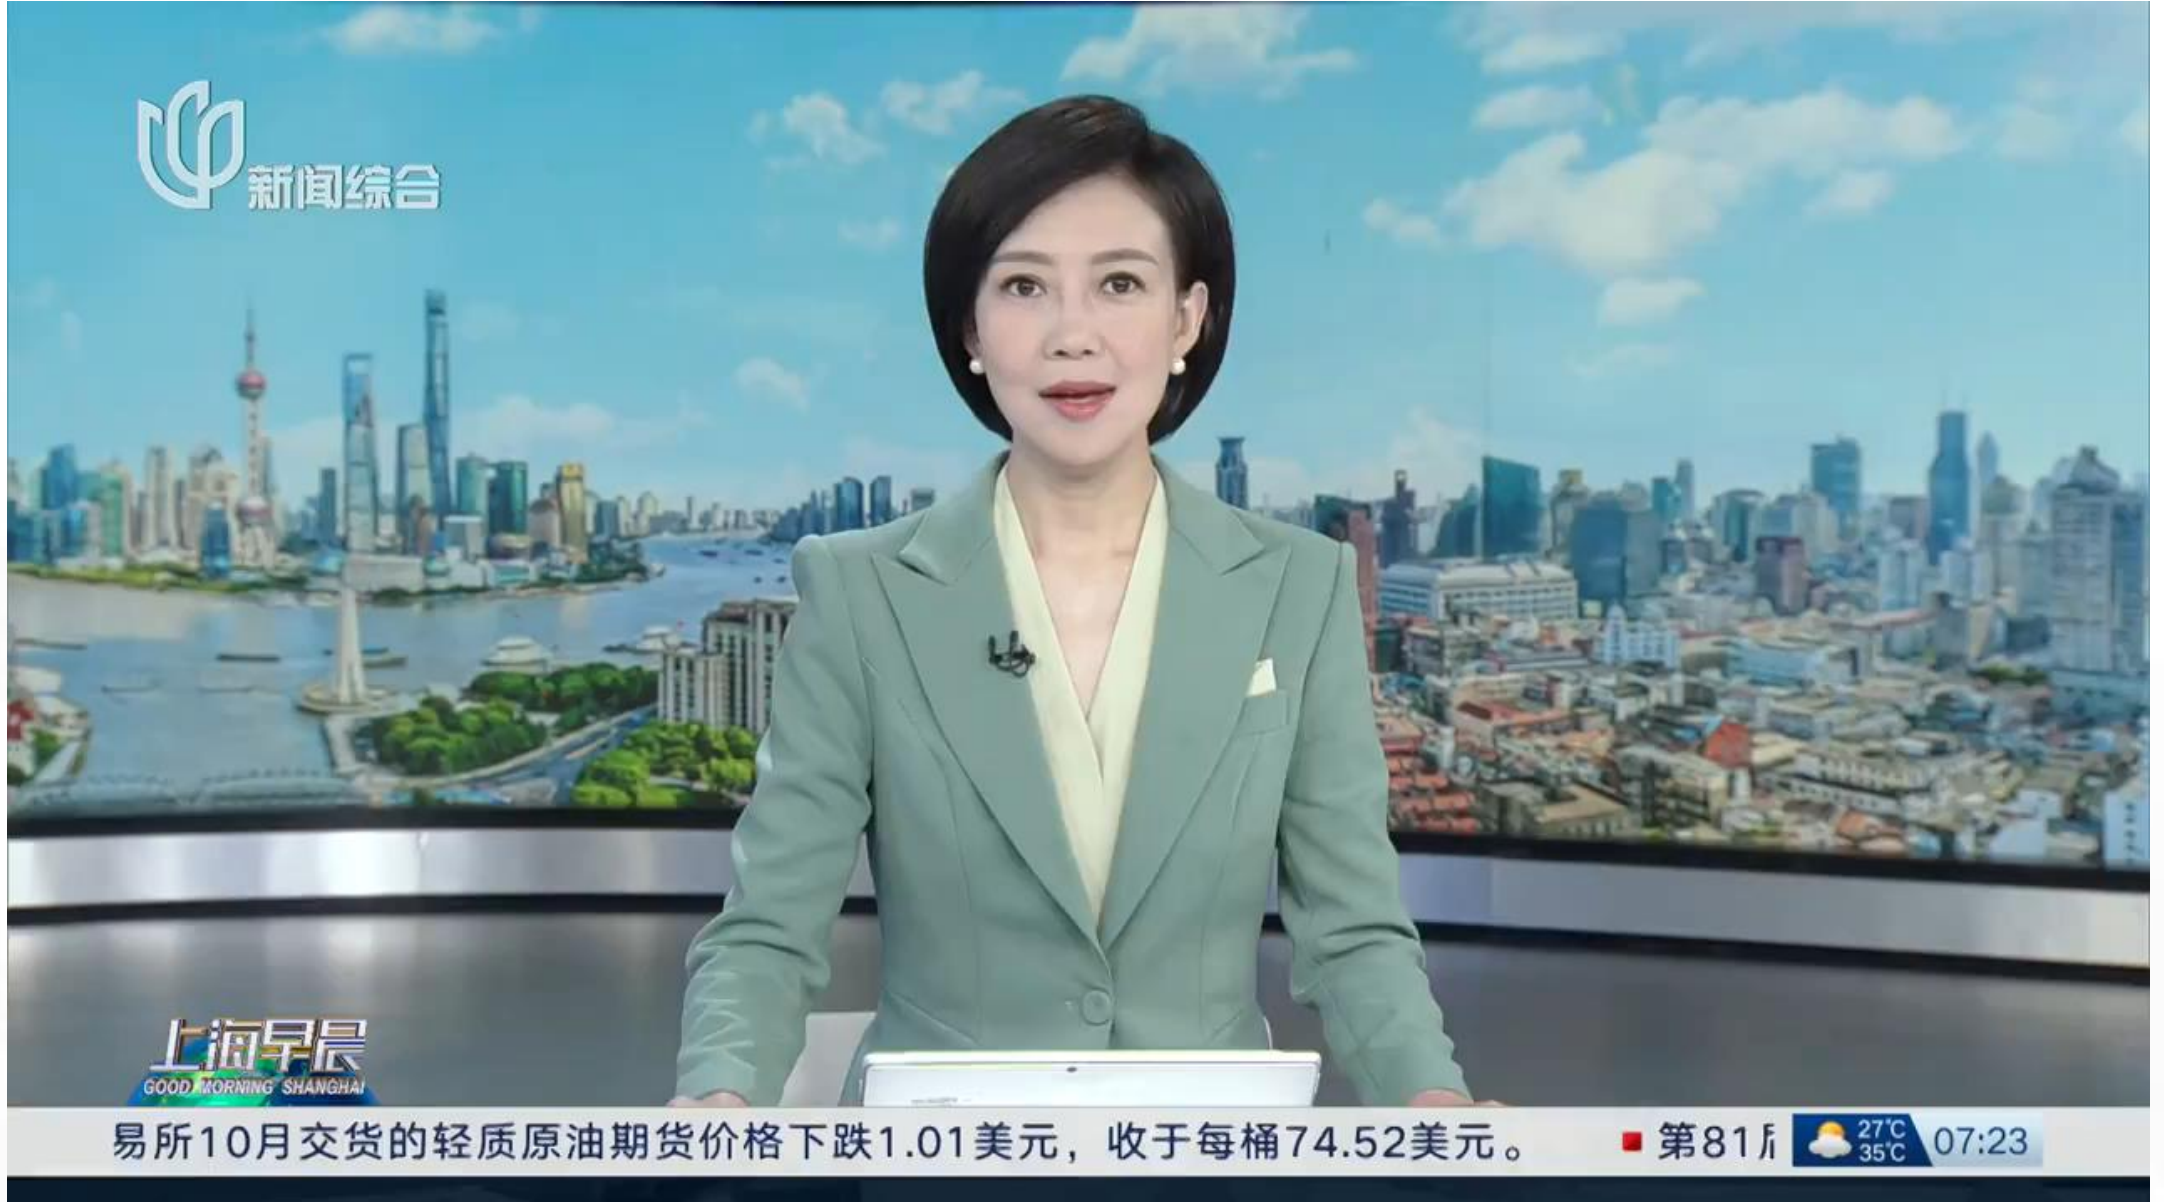 新闻综合
上海早晨
GOOD MORNING SHANGHAI
易所10月交货的轻质原油期货价格下跌1.01美元，收于每桶74.52美元。 ■ 第81
27℃
35℃
07:23